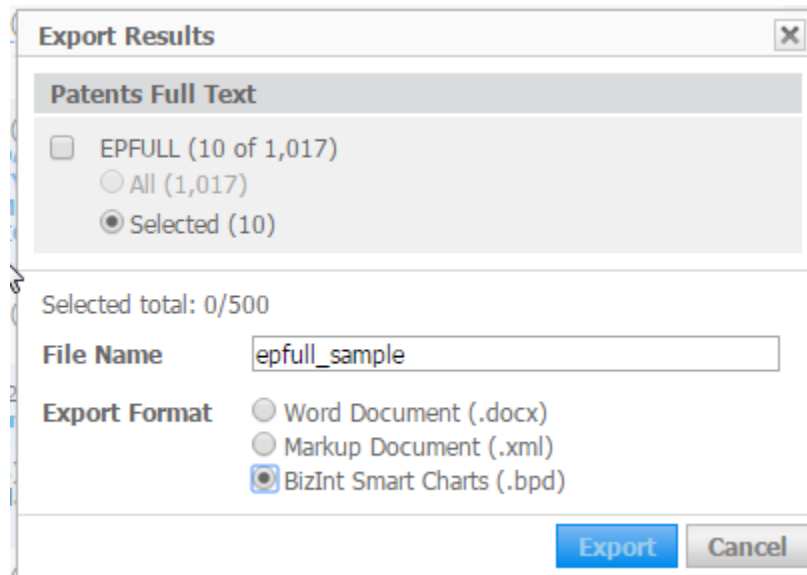 Export Results
Patents Full Text
EPFULL (10 of 1,017)
All (1,017)
Selected (10)
Selected total: 0/500
File Name epfull_sample
Export Format Word Document (.docx)
Markup Document (.xml)
BizInt Smart Charts (.bpd)
Export Cancel